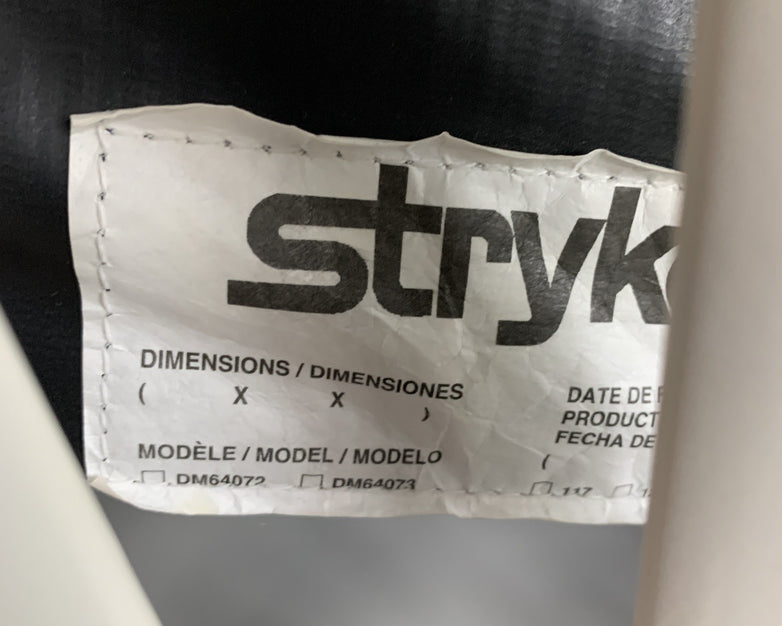 stryk
DIMENSIONS / DIMENSIONES
( X X )
DATE DE
PRODUCT
FECHA DE
(
MODÈLE / MODEL / MODELO
DM64072 DM64073
117